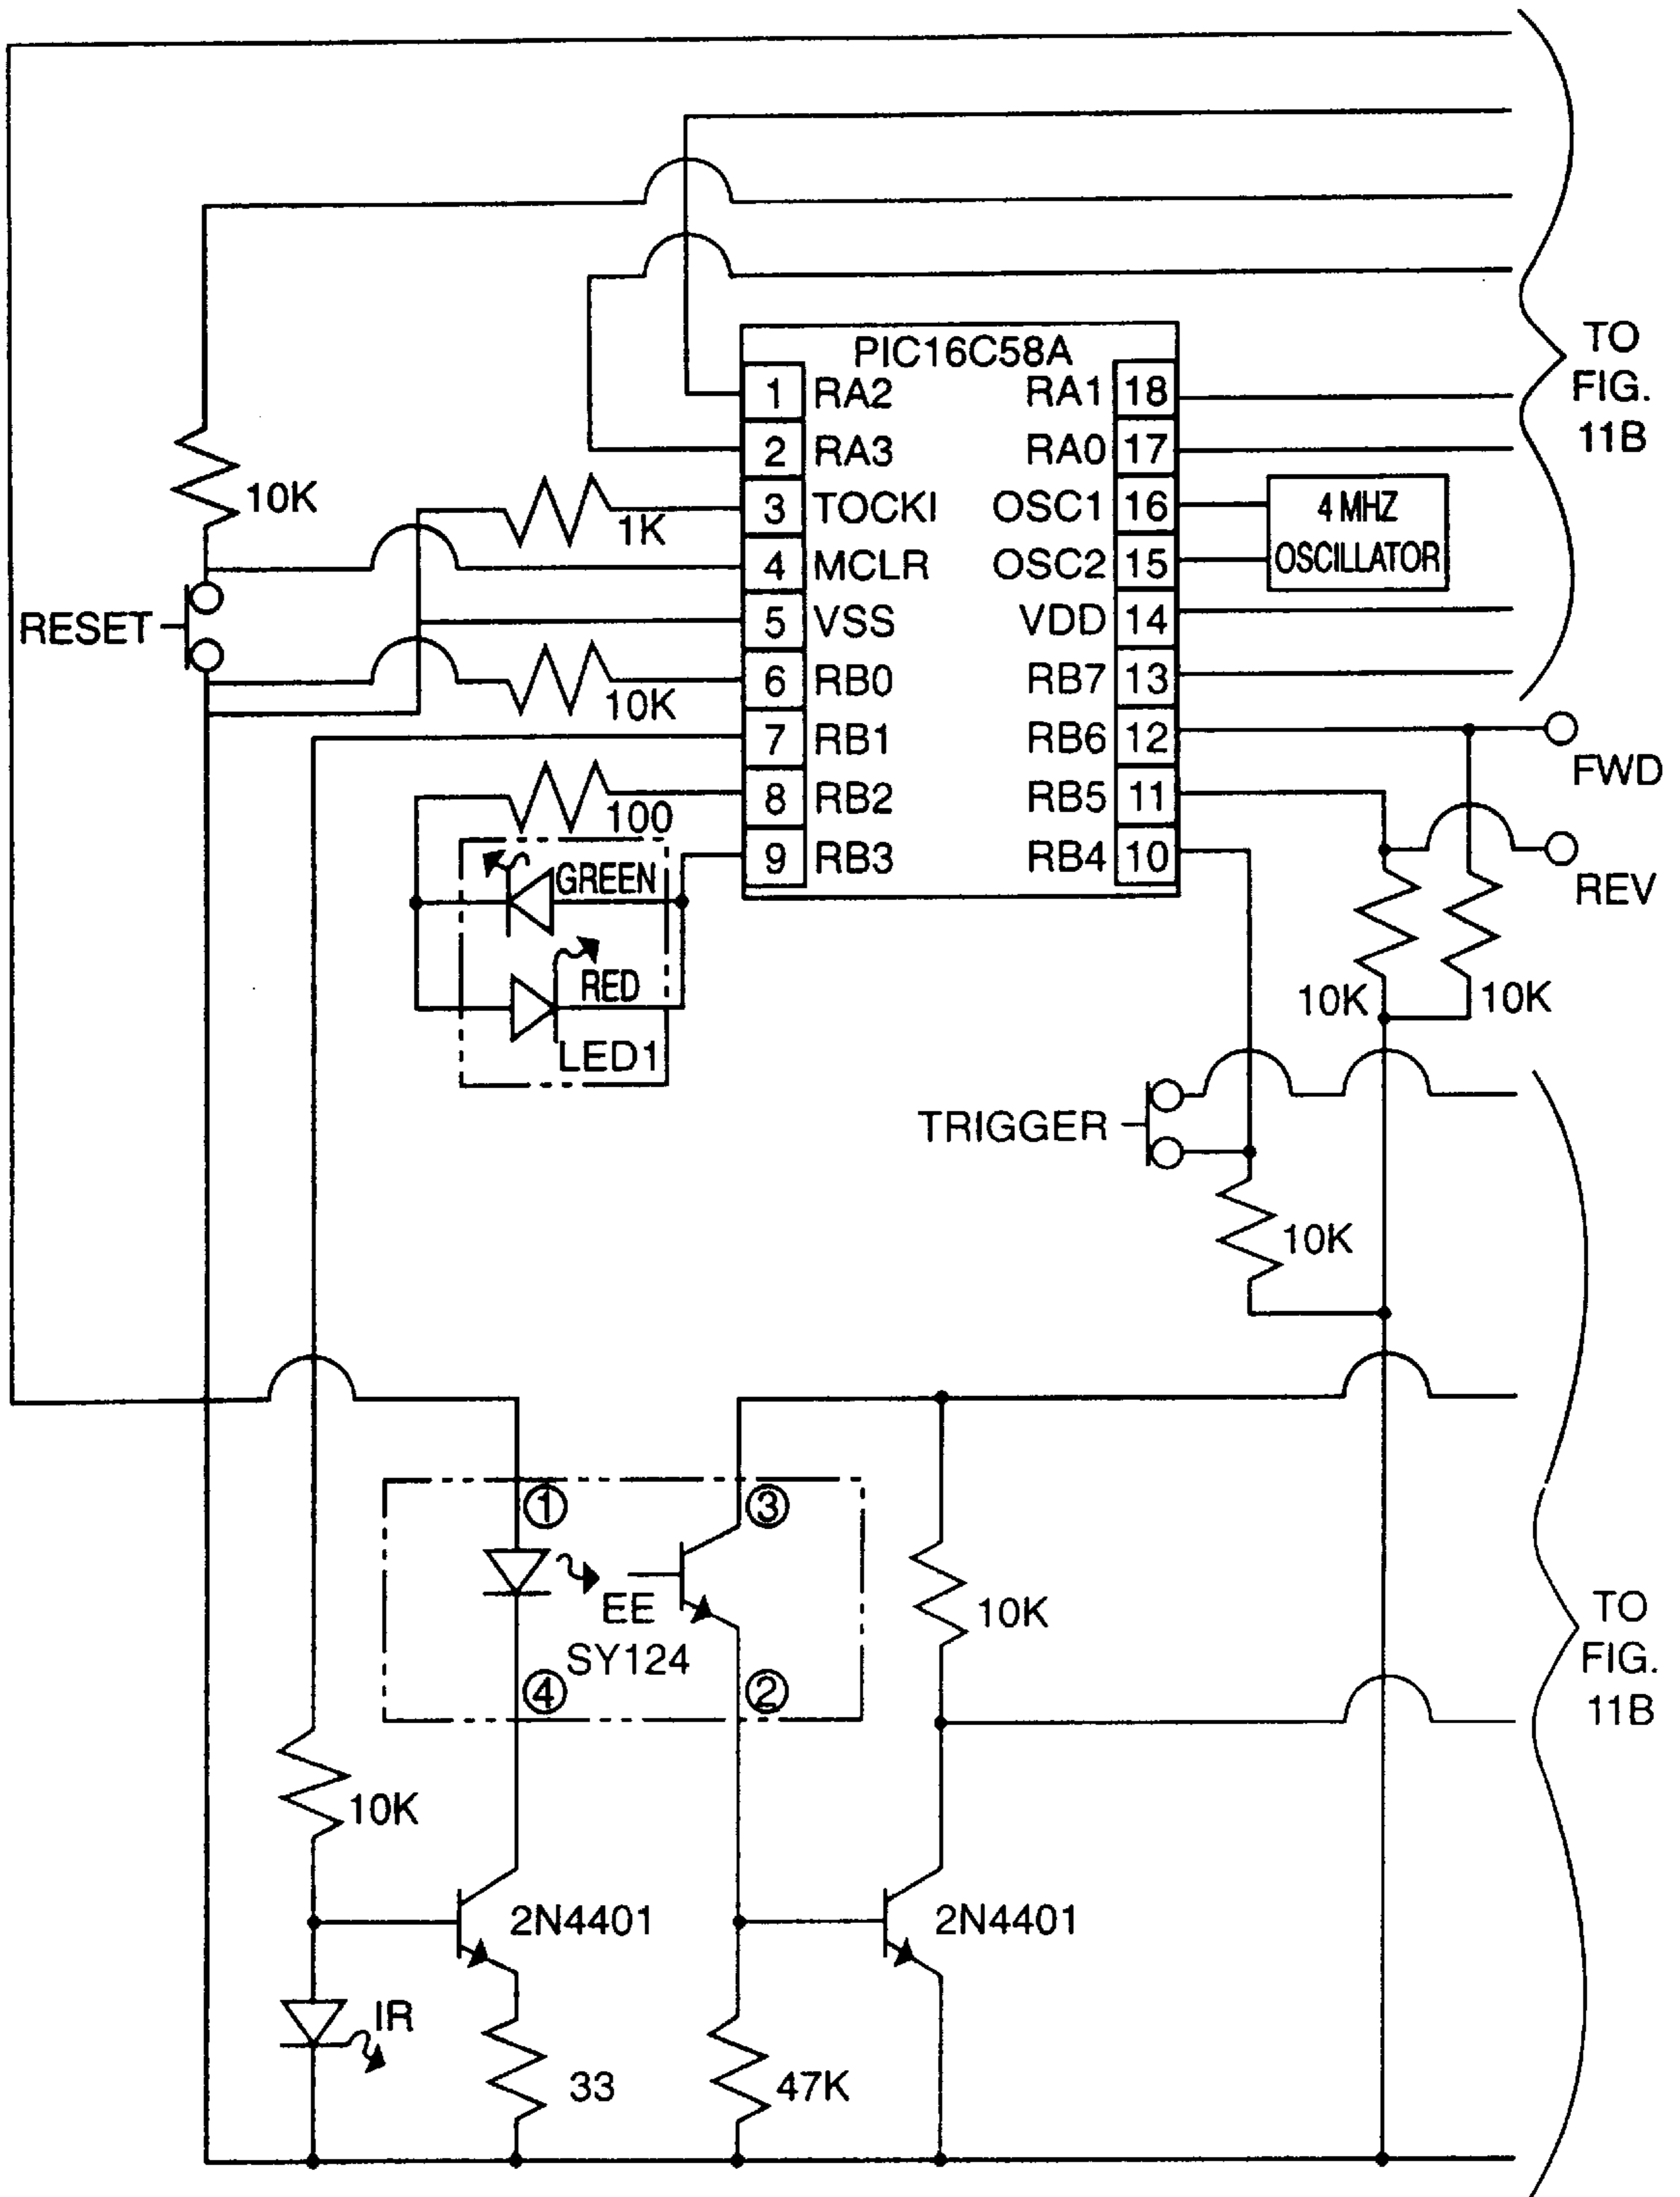 TO
FIG.
11B
PIC16C58A
1 RA2 RA1 18
2 RA3 RA0 17
3 TOCKI OSC1 16
4 MCLR OSC2 15
5 VSS VDD 14
6 RB0 RB7 13
7 RB1 RB6 12
8 RB2 RB5 11
9 RB3 RB4 10
4 MHZ
OSCILLATOR
10K
1K
RESET
10K
100
FWD
REV
GREEN
RED
LED1
10K
10K
TRIGGER
10K
1
3
EE
SY124
4
2
10K
TO
FIG.
11B
10K
2N4401
2N4401
IR
33
47K